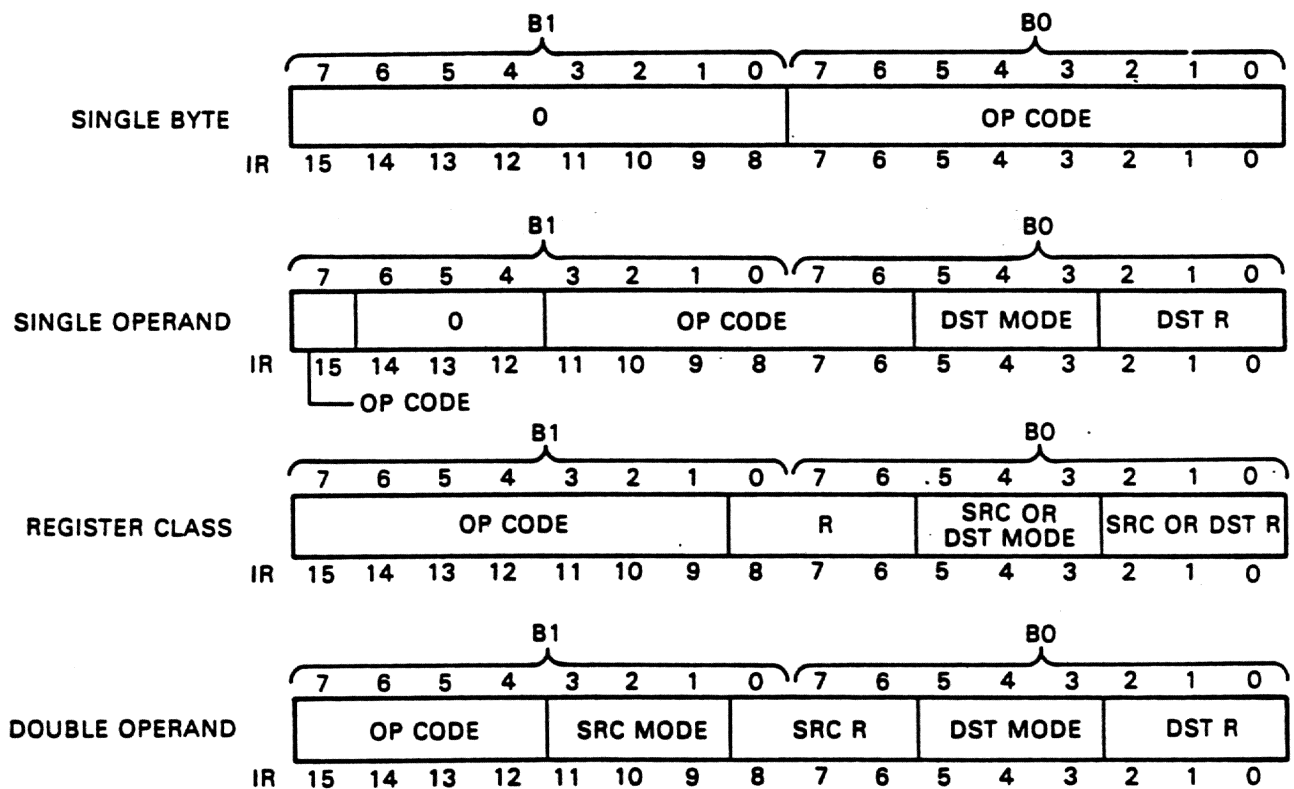 B1 B0
7 6 5 4 3 2 1 0 7 6 5 4 3 2 1 0
SINGLE BYTE 0 OP CODE
IR 15 14 13 12 11 10 9 8 7 6 5 4 3 2 1 0
B1 B0
7 6 5 4 3 2 1 0 7 6 5 4 3 2 1 0
SINGLE OPERAND 0 OP CODE DST MODE DST R
IR 15 14 13 12 11 10 9 8 7 6 5 4 3 2 1 0
OP CODE
B1 B0
7 6 5 4 3 2 1 0 7 6 5 4 3 2 1 0
REGISTER CLASS OP CODE R SRC OR DST MODE SRC OR DST R
IR 15 14 13 12 11 10 9 8 7 6 5 4 3 2 1 0
B1 B0
7 6 5 4 3 2 1 0 7 6 5 4 3 2 1 0
DOUBLE OPERAND OP CODE SRC MODE SRC R DST MODE DST R
IR 15 14 13 12 11 10 9 8 7 6 5 4 3 2 1 0